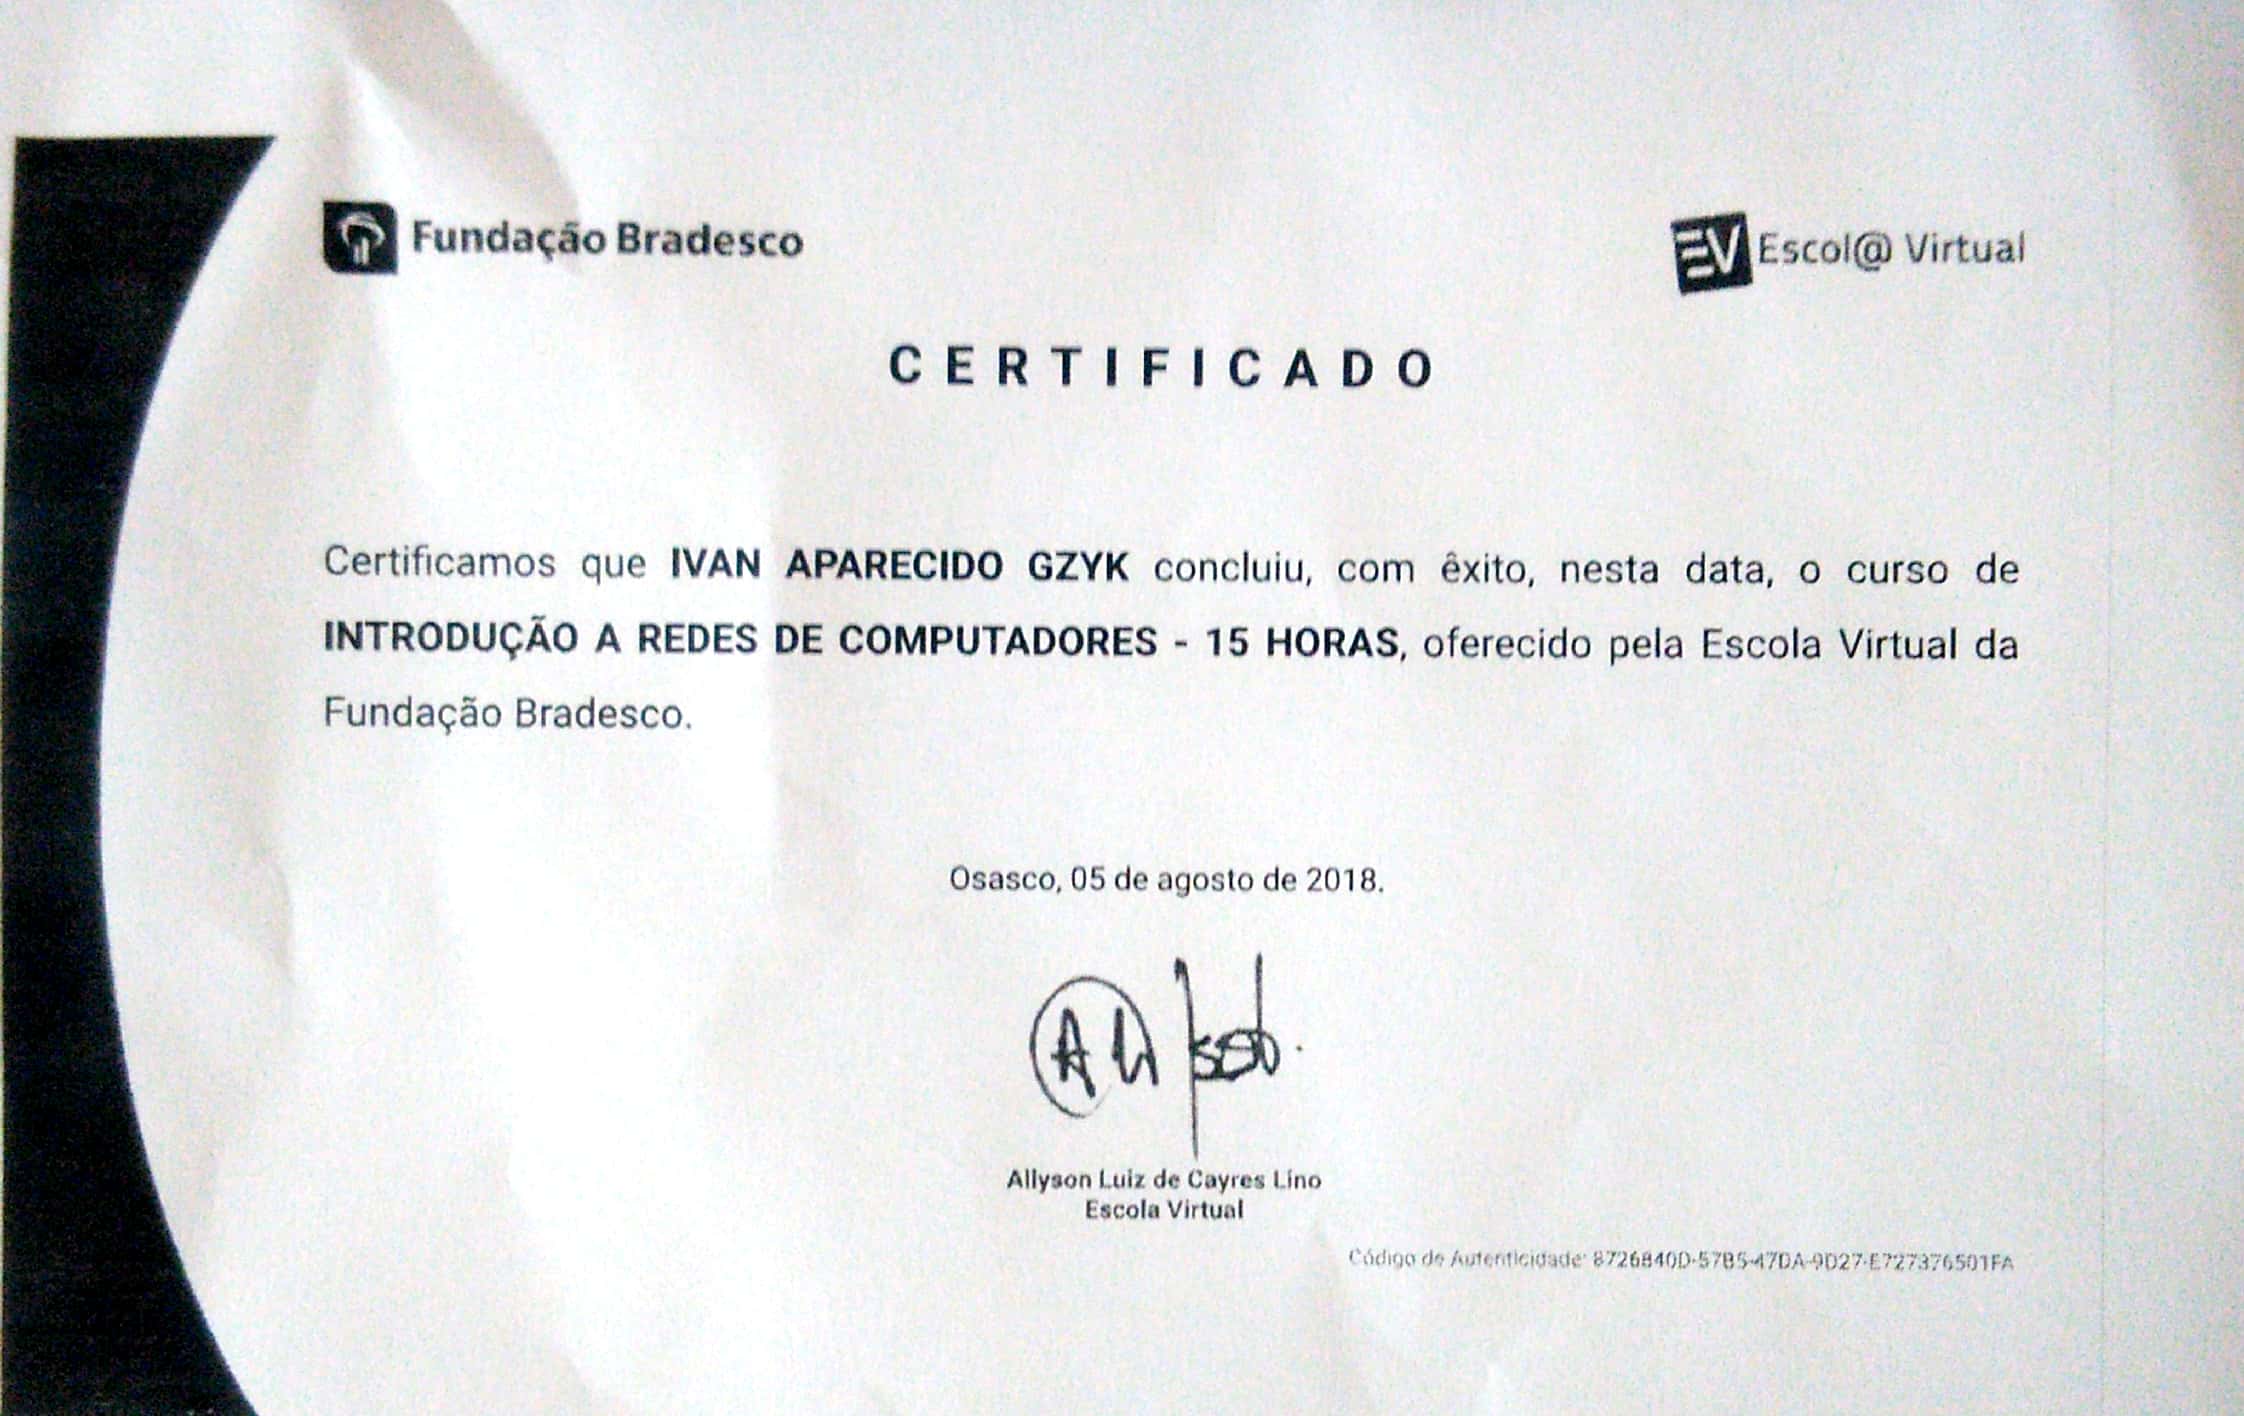 Fundação Bradesco
EV Escol@ Virtual
CERTIFICADO
Certificamos que IVAN APARECIDO GZYK concluiu, com êxito, nesta data, o curso de
INTRODUÇÃO A REDES DE COMPUTADORES - 15 HORAS, oferecido pela Escola Virtual da
Fundação Bradesco.
Osasco, 05 de agosto de 2018.
Allyson Luiz de Cayres Lino
Escola Virtual
Código de Autenticidade: 8726840D-57B5-47DA-9D27-E727376501FA